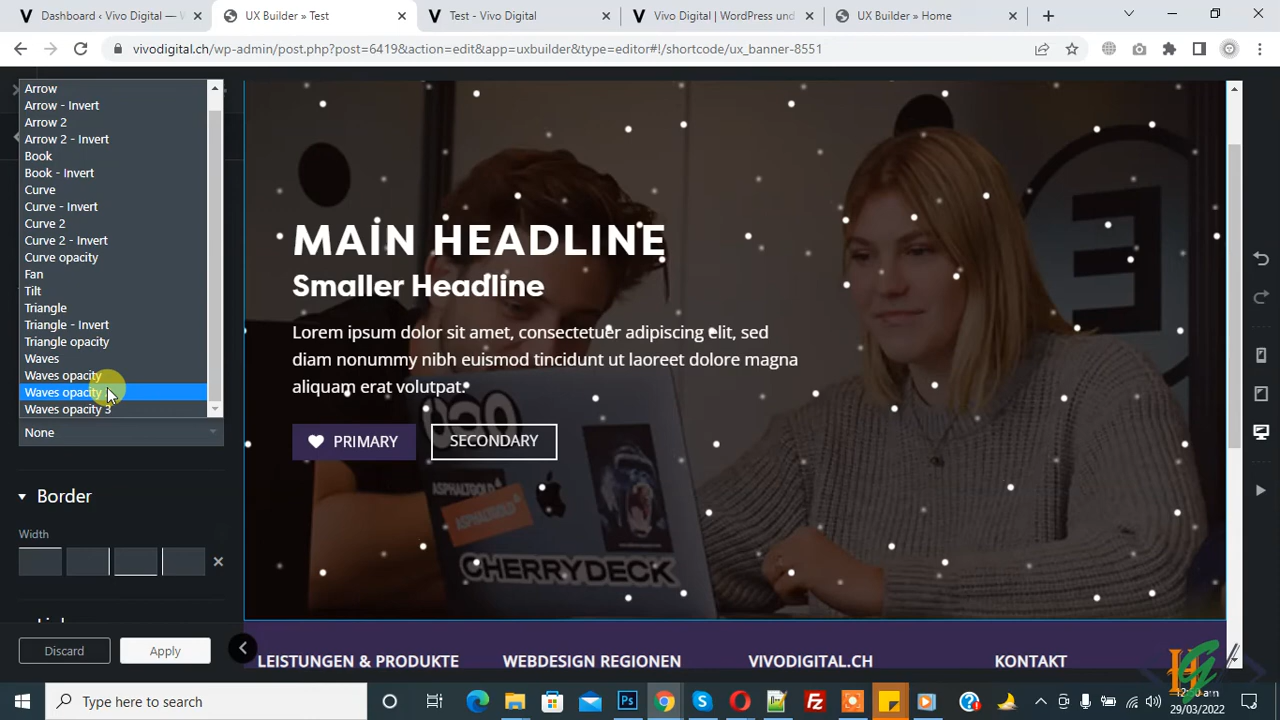 Dashboard ‹ Vivo Digital —
UX Builder » Test
Test - Vivo Digital
Vivo Digital | WordPress und
UX Builder » Home
vivodigital.ch/wp-admin/post.php?post=6419&action=edit&app=uxbuilder&type=editor#!/shortcode/ux_banner-8551
Arrow
Arrow - Invert
Arrow 2
Arrow 2 - Invert
Book
Book - Invert
Curve
Curve - Invert
Curve 2
Curve 2 - Invert
Curve opacity
Fan
Tilt
Triangle
Triangle - Invert
Triangle opacity
Waves
Waves opacity
Waves opacity
Waves opacity 3
None
Border
Width
Discard
Apply
MAIN HEADLINE
Smaller Headline
Lorem ipsum dolor sit amet, consectetuer adipiscing elit, sed
diam nonummy nibh euismod tincidunt ut laoreet dolore magna
aliquam erat volutpat.
PRIMARY
SECONDARY
ASPHALTGOLD
ASPHALTGOLD
CHERRYDECK
LEISTUNGEN & PRODUKTE
WEBDESIGN REGIONEN
VIVODIGITAL.CH
KONTAKT
Type here to search
29/03/2022